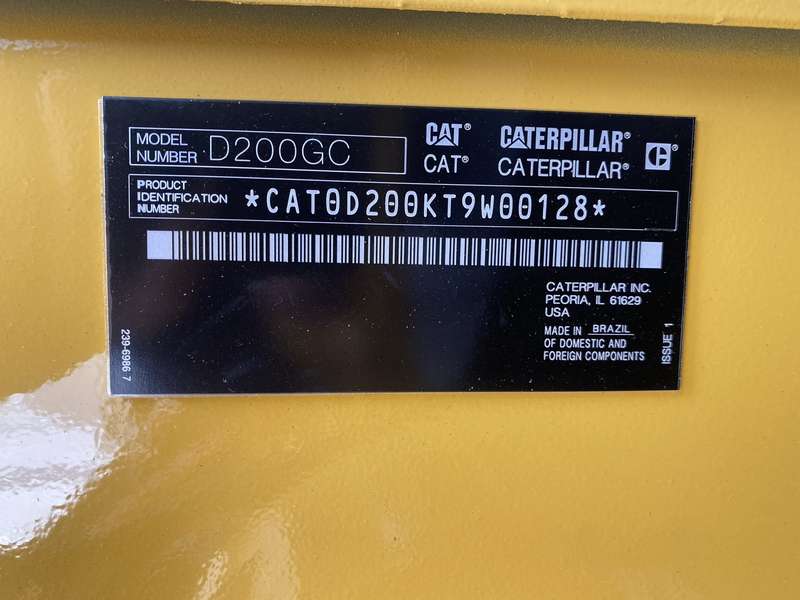 MODEL
NUMBER D200GC
CAT® CATERPILLAR®
CAT® CATERPILLAR®
C ®
PRODUCT
IDENTIFICATION
NUMBER
*CAT0D200KT9W00128*
CATERPILLAR INC.
PEORIA, IL 61629
USA
MADE IN BRAZIL
OF DOMESTIC AND
FOREIGN COMPONENTS
239-6986 7
ISSUE 1